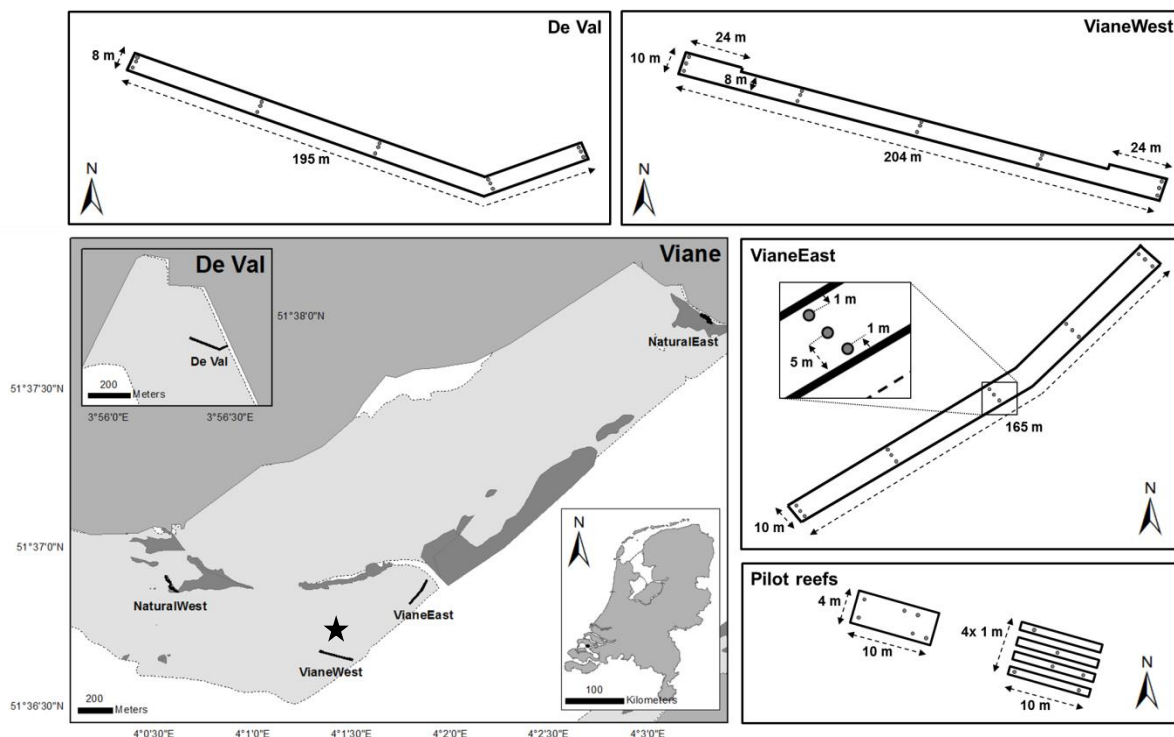 De Val
8 m
195 m
N
VianeWest
24 m
10 m
8 m
204 m
24 m
N
De Val
51°38'0"N
De Val
200
Meters
3°56'0"E
3°56'30"E
Viane
NaturalEast
51°37'30"N
51°37'0"N
NaturalWest
VianeEast
VianeWest
51°36'30"N
200
Meters
4°0'30"E
4°1'0"E
4°1'30"E
4°2'0"E
4°2'30"E
4°3'0"E
N
100
Kilometers
VianeEast
1 m
1 m
5 m
165 m
10 m
N
Pilot reefs
4 m
10 m
4x 1 m
10 m
N